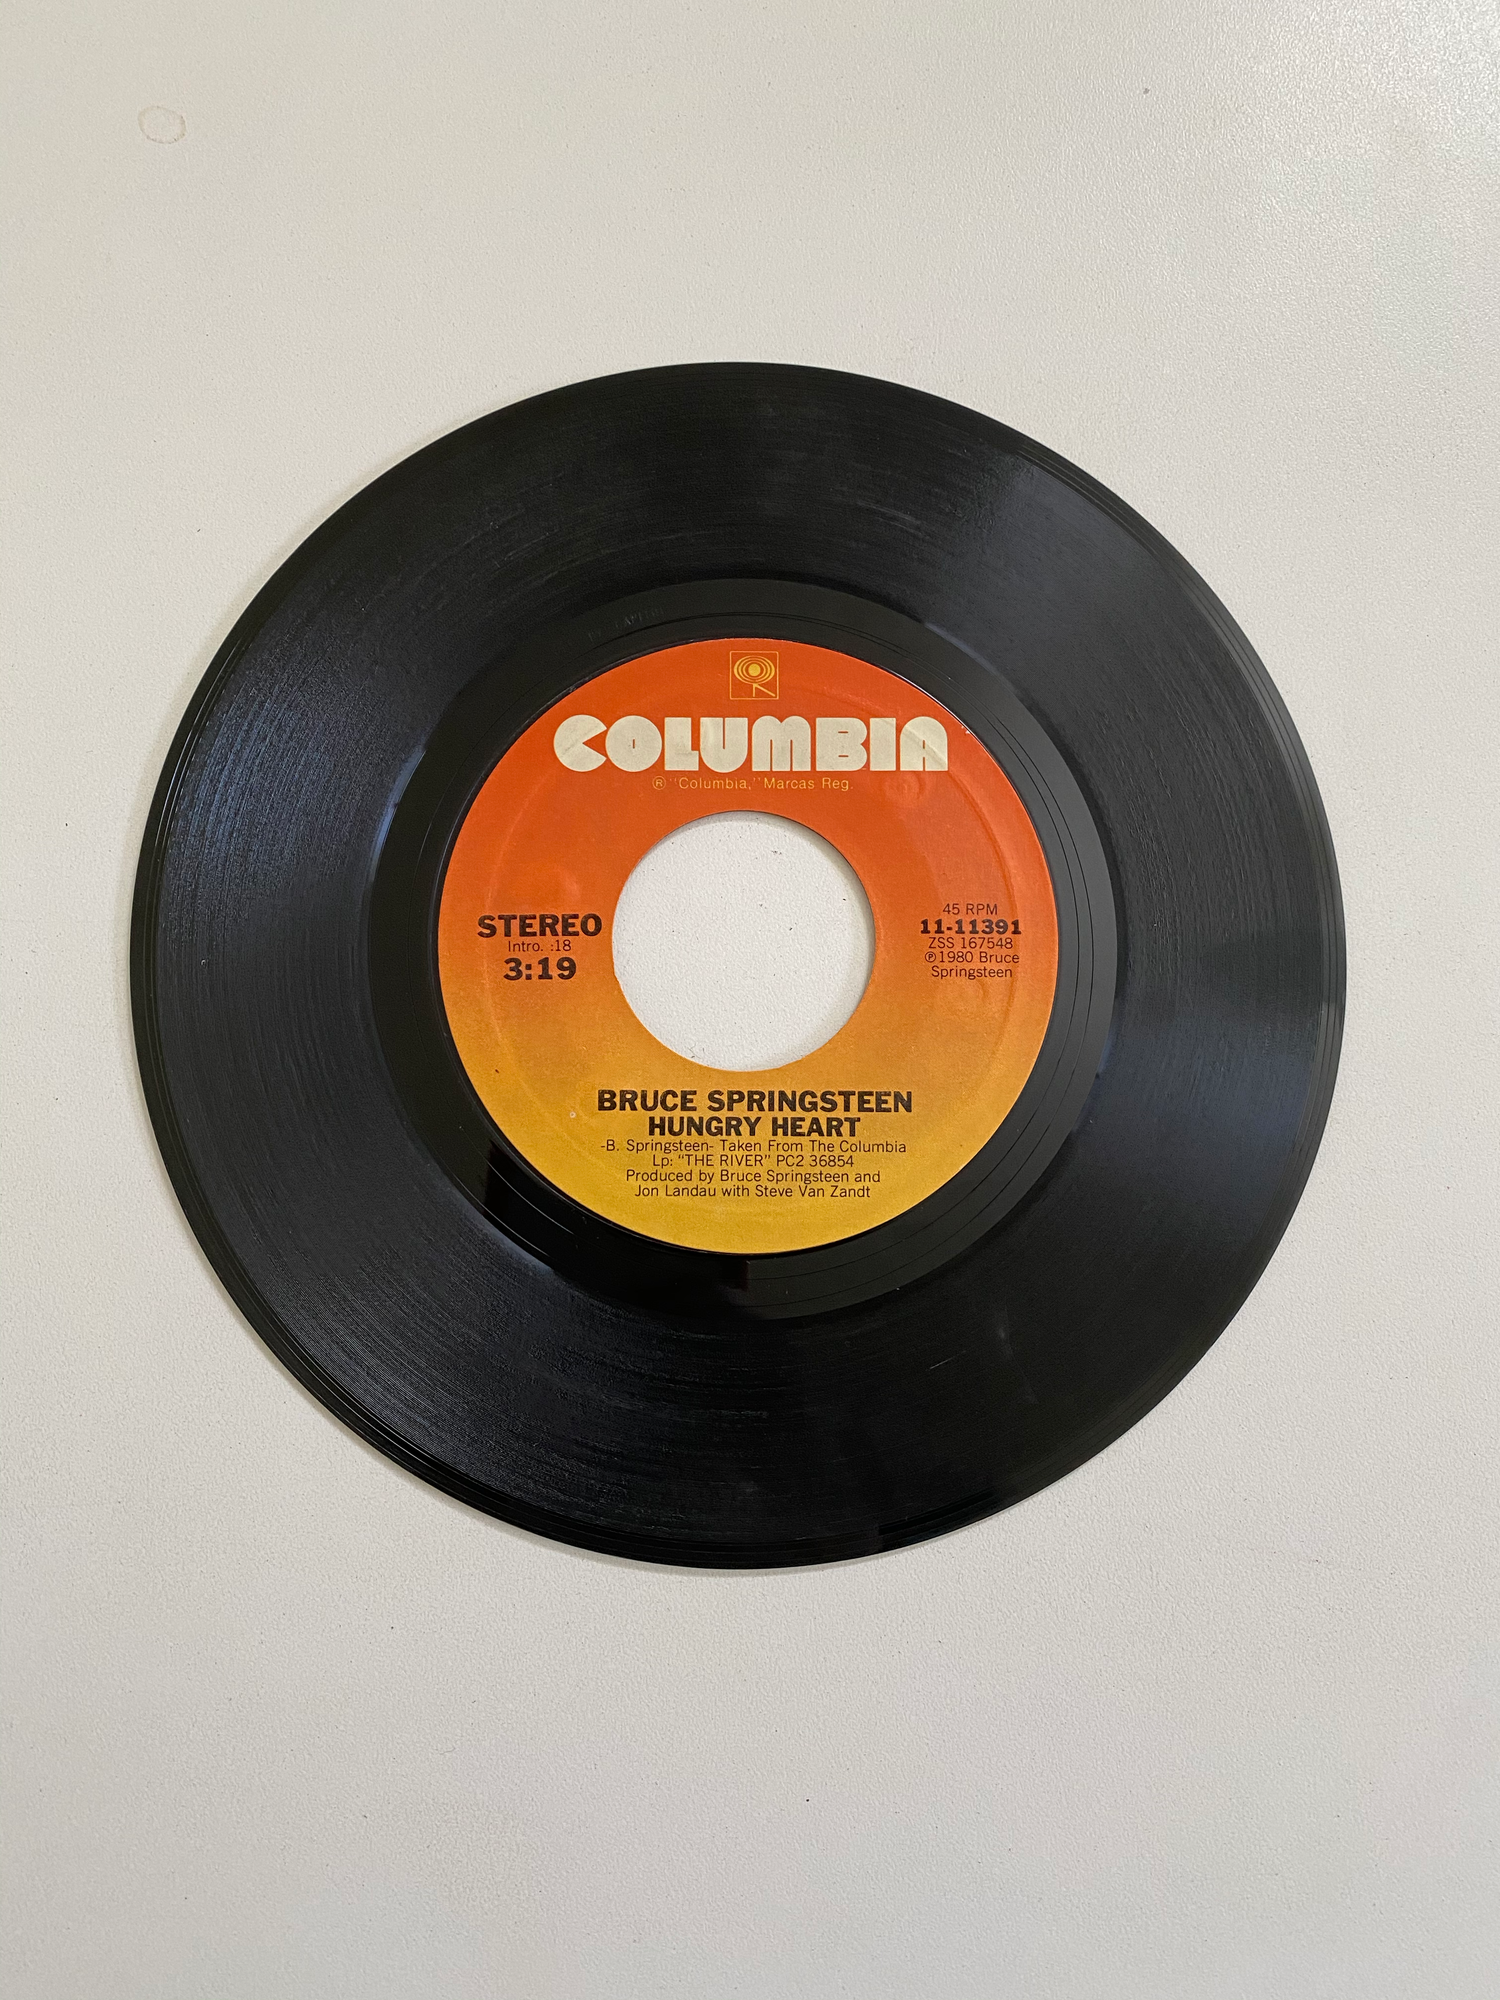 COLUMBIA
® "Columbia," Marcas Reg.
STEREO
Intro. :18
3:19
45 RPM
11-11391
ZSS 167548
℗1980 Bruce
Springsteen
BRUCE SPRINGSTEEN
HUNGRY HEART
-B. Springsteen- Taken From The Columbia
Lp: "THE RIVER" PC2 36854
Produced by Bruce Springsteen and
Jon Landau with Steve Van Zandt